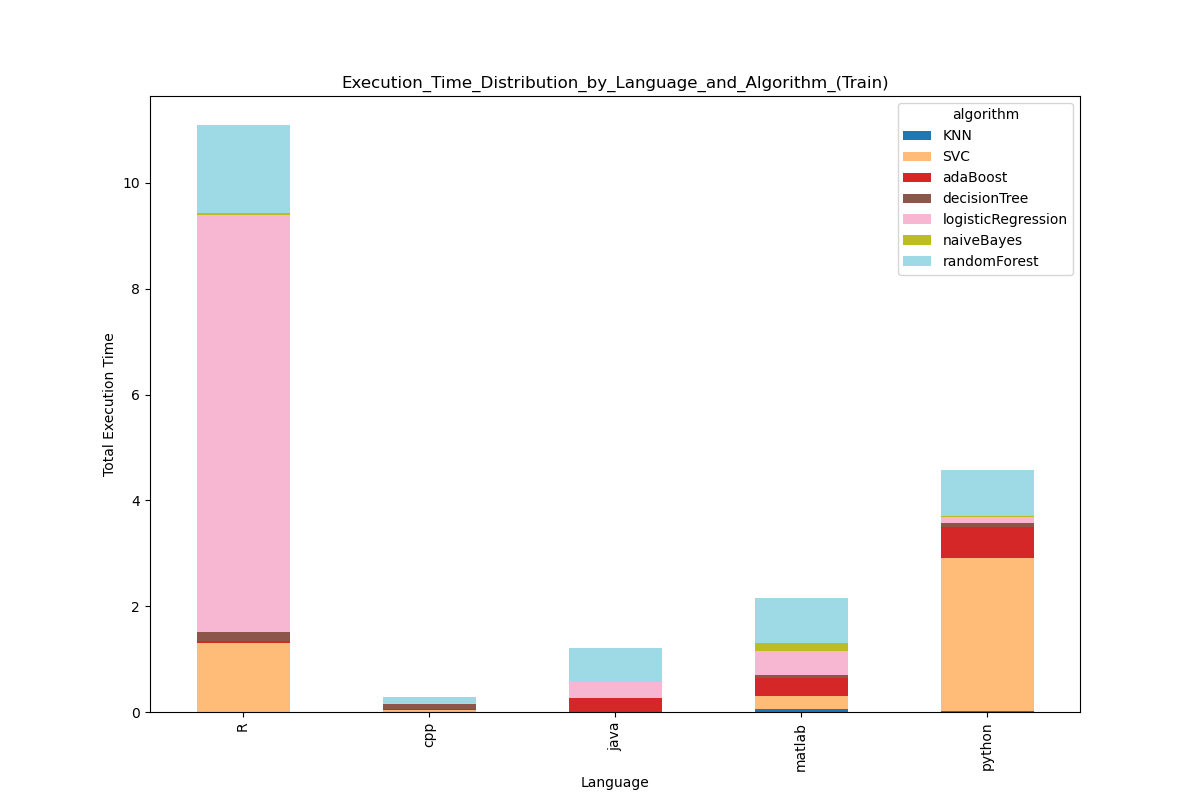 Execution_Time_Distribution_by_Language_and_Algorithm_(Train)
algorithm
KNN
SVC
adaBoost
decisionTree
logisticRegression
naiveBayes
randomForest
Total Execution Time
10
8
6
4
2
0
R
cpp
java
matlab
python
Language